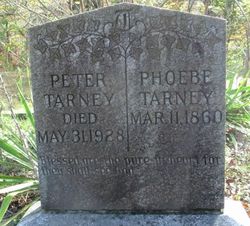 PETER
TARNEY
DIED
MAY 31 1928
PHOEBE
TARNEY
MAR. 11, 1860
Blessed are the pure in heart for